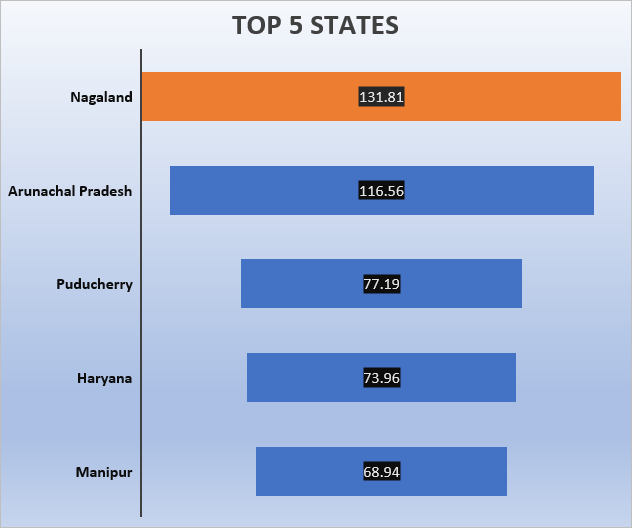 TOP 5 STATES
Nagaland 131.81
Arunachal Pradesh 116.56
Puducherry 77.19
Haryana 73.96
Manipur 68.94